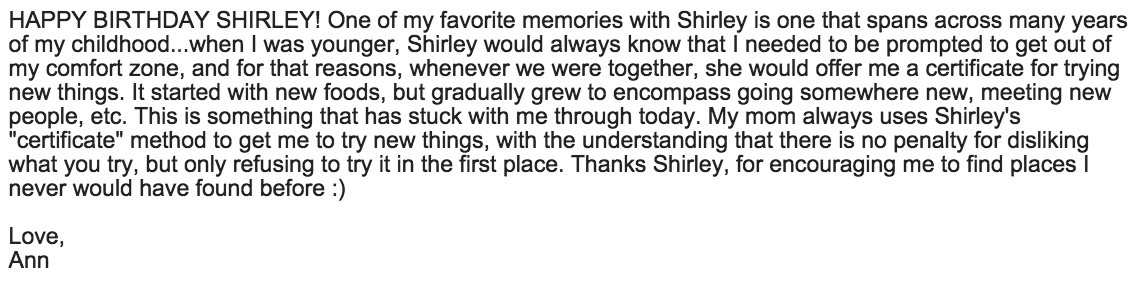 HAPPY BIRTHDAY SHIRLEY! One of my favorite memories with Shirley is one that spans across many years
of my childhood...when I was younger, Shirley would always know that I needed to be prompted to get out of
my comfort zone, and for that reasons, whenever we were together, she would offer me a certificate for trying
new things. It started with new foods, but gradually grew to encompass going somewhere new, meeting new
people, etc. This is something that has stuck with me through today. My mom always uses Shirley's
"certificate" method to get me to try new things, with the understanding that there is no penalty for disliking
what you try, but only refusing to try it in the first place. Thanks Shirley, for encouraging me to find places I
never would have found before :)
Love,
Ann